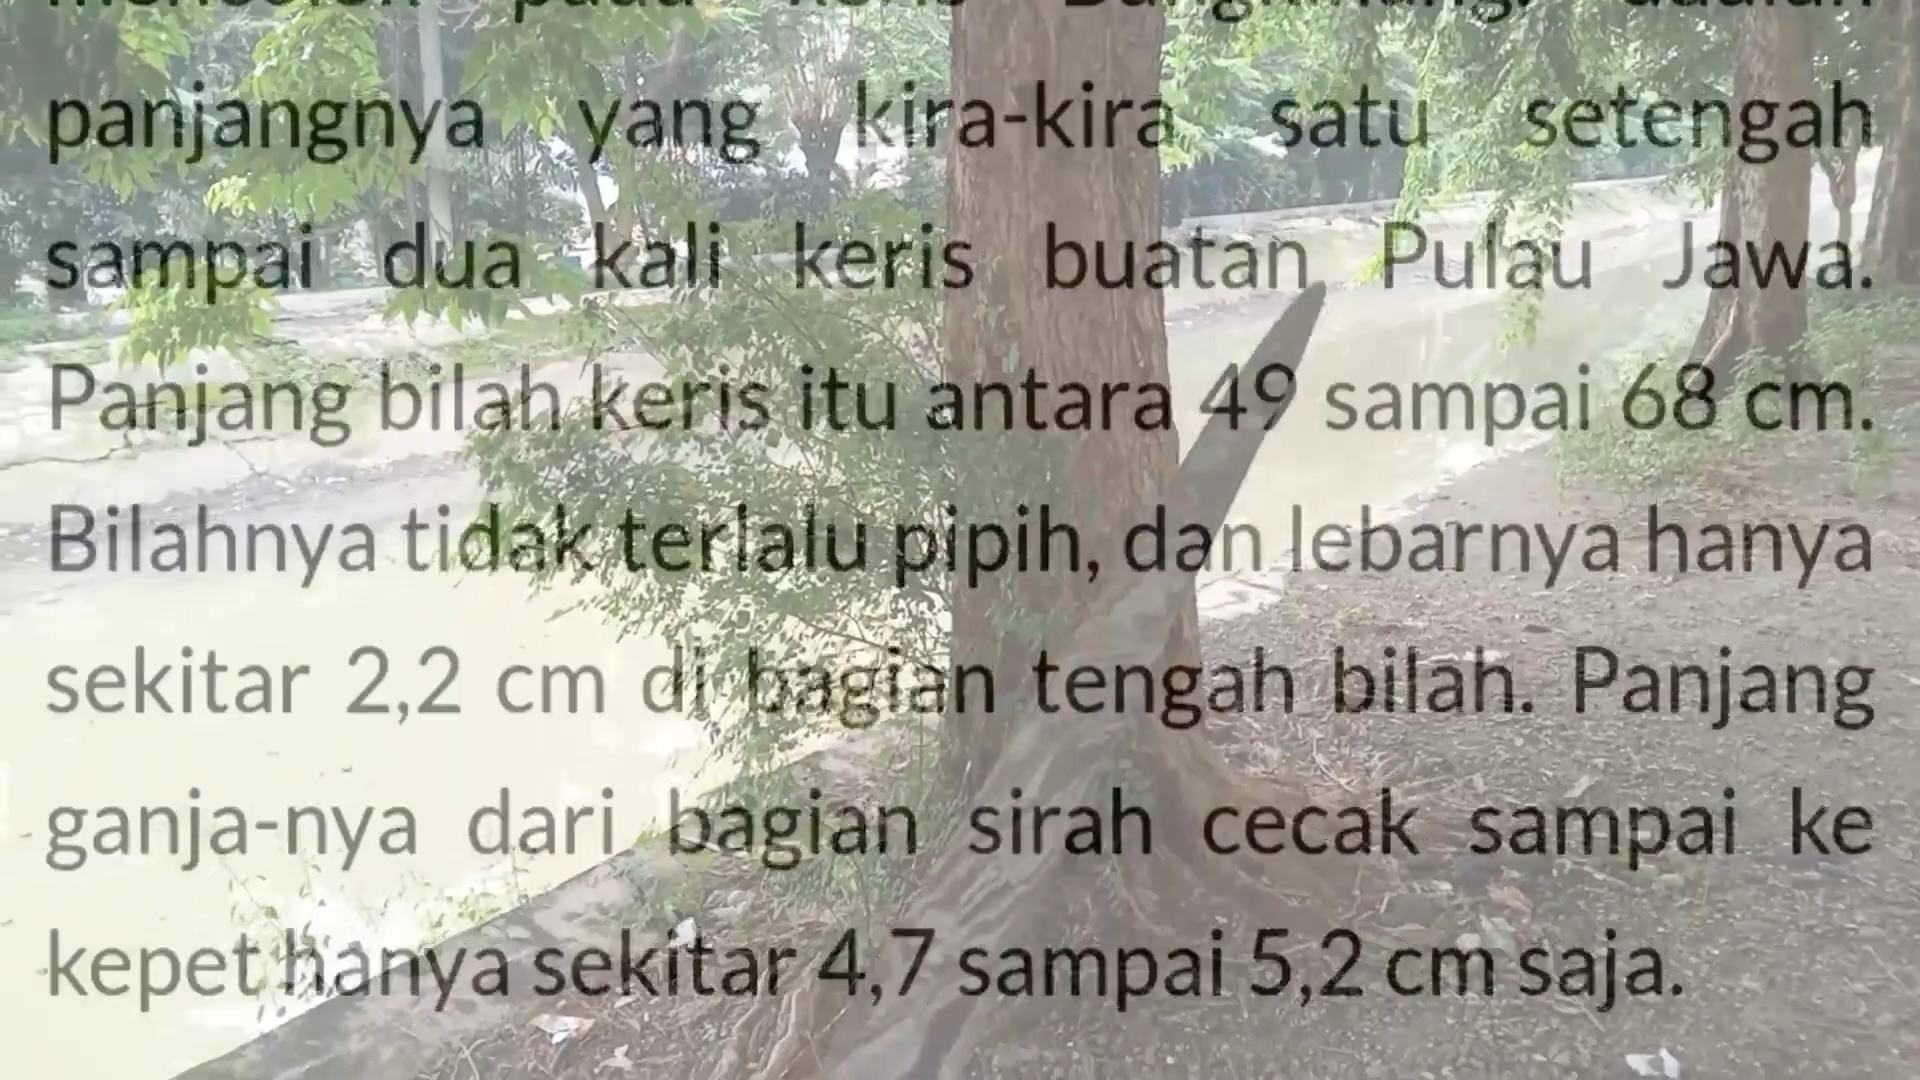 panjangnya yang kira-kira satu setengah
sampai dua kali keris buatan Pulau Jawa.
Panjang bilah keris itu antara 49 sampai 68 cm.
Bilahnya tidak terlalu pipih, dan lebarnya hanya
sekitar 2,2 cm di bagian tengah bilah. Panjang
ganja-nya dari bagian sirah cecak sampai ke
kepet hanya sekitar 4,7 sampai 5,2 cm saja.